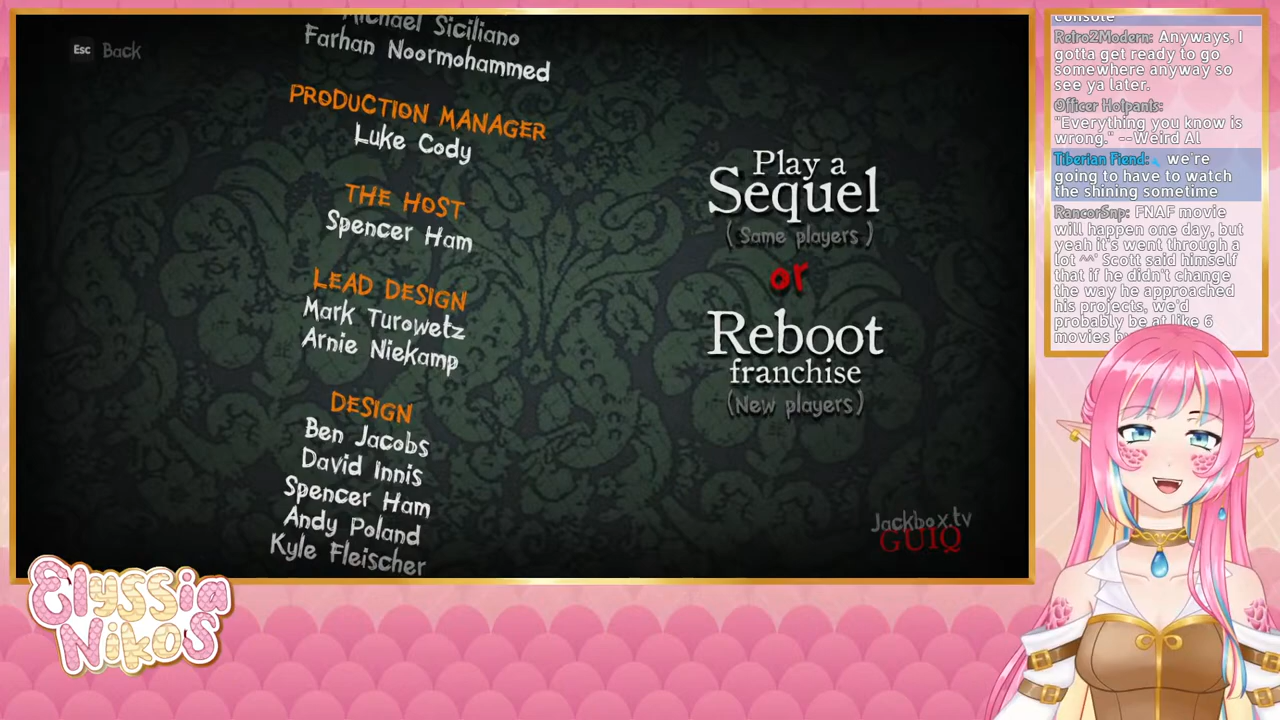 Esc Back
Michael Siciliano
Farhan Noormohammed
PRODUCTION MANAGER
Luke Cody
THE HOST
Spencer Ham
LEAD DESIGN
Mark Turowetz
Arnie Niekamp
DESIGN
Ben Jacobs
David Innis
Spencer Ham
Andy Poland
Kyle Fleischer
Play a
Sequel
(Same players)
or
Reboot
franchise
(New players)
Jackbox.tv
GUIQ
console
Retro2Modern: Anyways, I
gotta get ready to go
somewhere anyway so
see ya later.
Officer Hotpants:
"Everything you know is
wrong." --Weird Al
Tiberian Fiend: we're
going to have to watch
the shining sometime
RancorSnp: FNAF movie
will happen one day, but
yeah it's went through a
lot ^^' Scott said himself
that if he didn't change
the way he approached
his projects, we'd
probably be at like 6
movies
Elyssia
Nikos